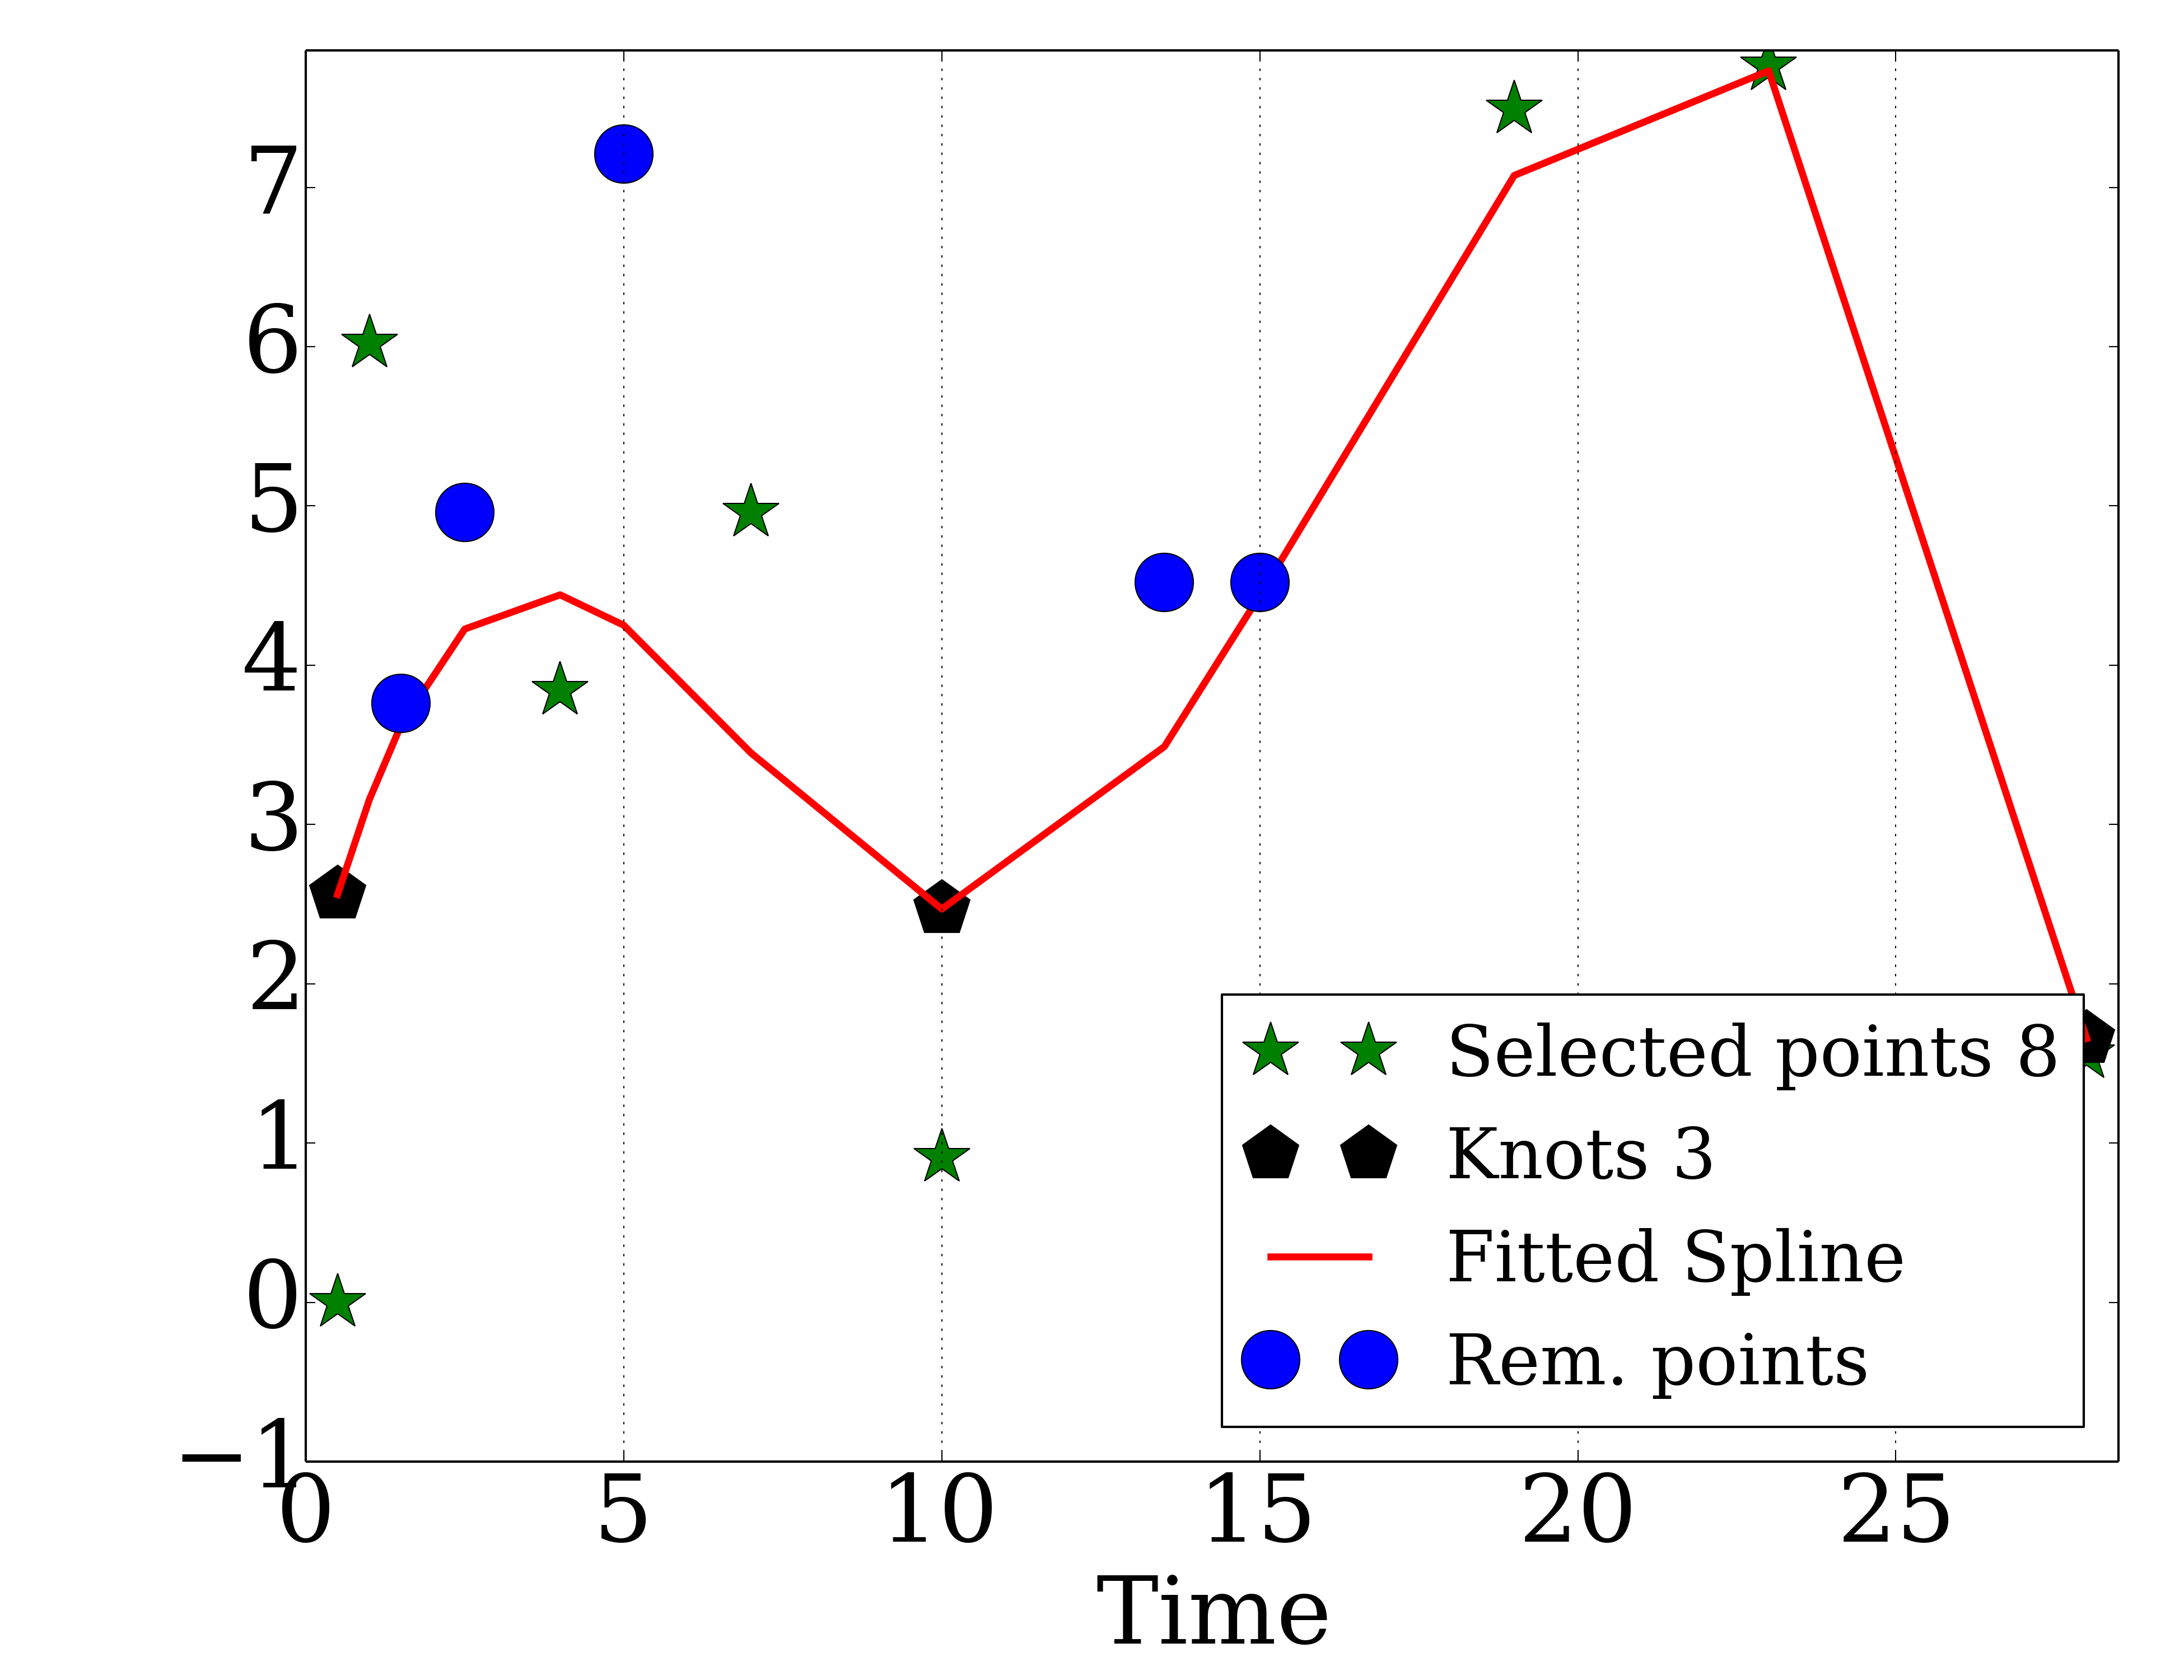 7
6
5
4
3
2
1
0
−1
Selected points 8
Knots 3
Fitted Spline
Rem. points
0 5 10 15 20 25
Time